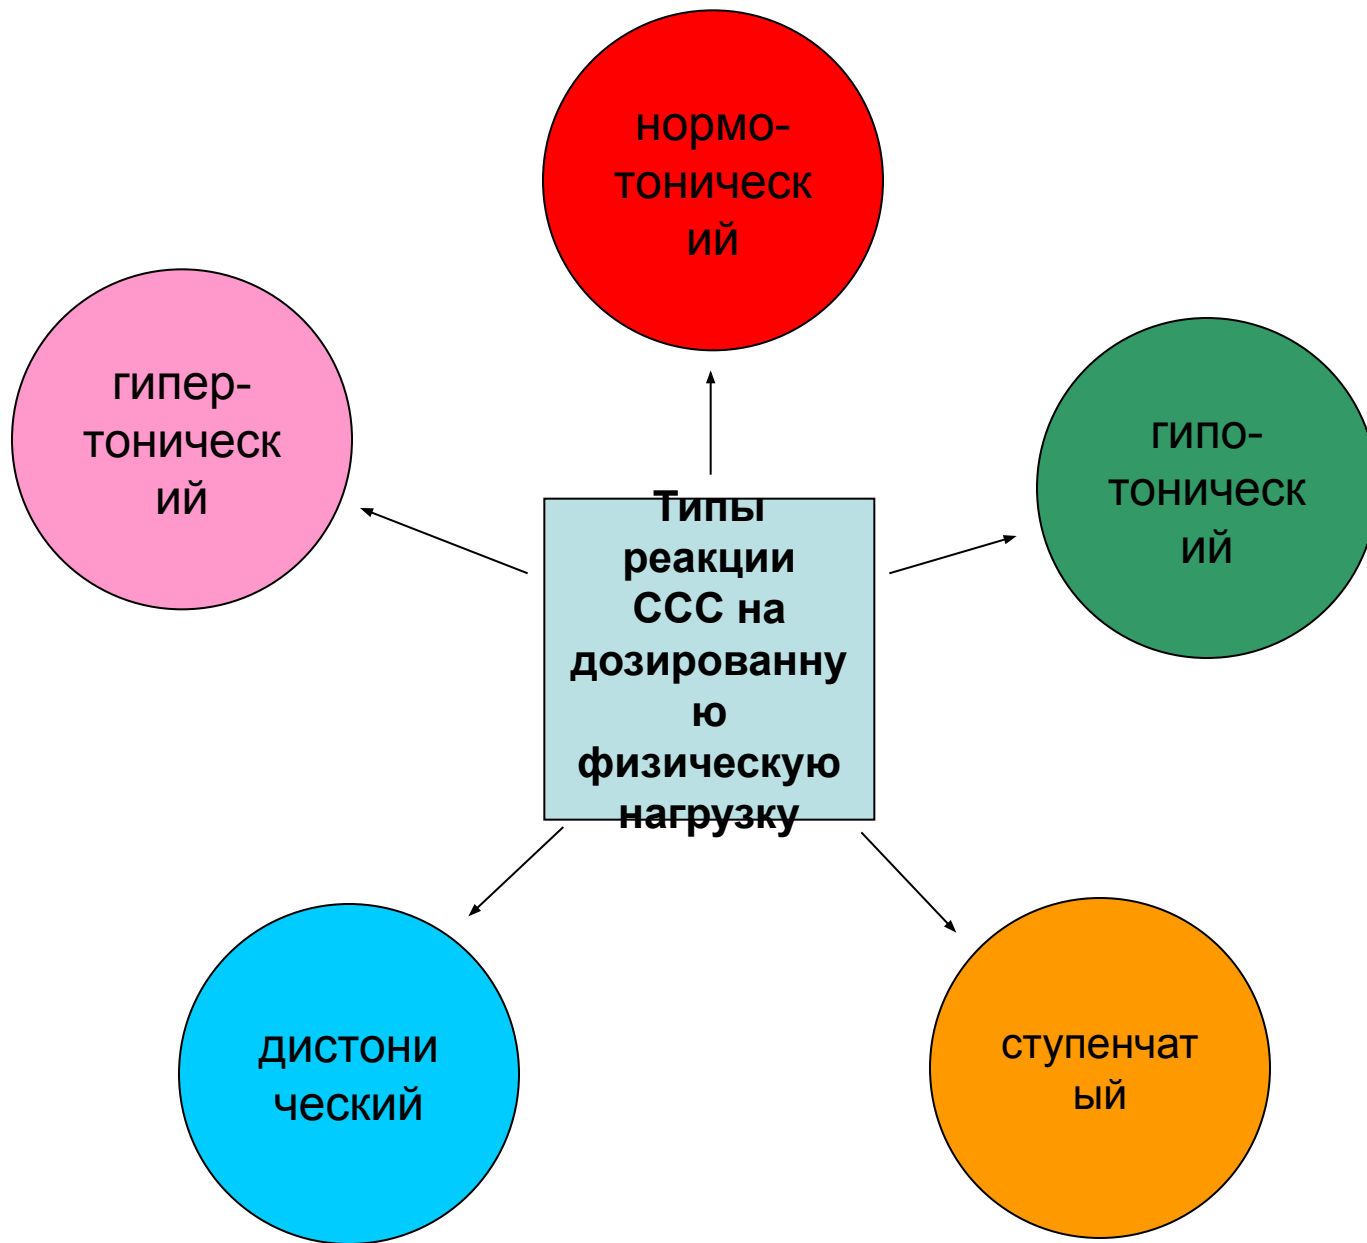 нормо-
тоническ
ий
гипер-
тоническ
ий
гипо-
тоническ
ий
Типы
реакции
ССС на
дозированну
ю
физическую
нагрузку
дистони
ческий
ступенчат
ый